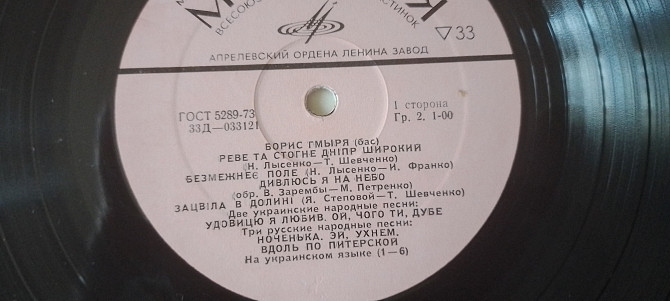 ВСЕСОЮЗ
СТИНОК
▽33
АПРЕЛЕВСКИЙ ОРДЕНА ЛЕНИНА ЗАВОД
ГОСТ 5289-73
33Д—033121
1 сторона
Гр. 2. 1-00
БОРИС ГМЫРЯ (бас)
РЕВЕ ТА СТОГНЕ ДНІПР ШИРОКИЙ
(Н. Лысенко—Т. Шевченко)
БЕЗМЕЖНЕЄ ПОЛЕ (Н. Лысенко—И. Франко)
ДИВЛЮСЬ Я НА НЕБО
(обр. В. Зарембы—М. Петренко)
ЗАЦВІЛА В ДОЛИНІ (Я. Степовой—Т. Шевченко)
Две украинские народные песни:
УДОВИЦЮ Я ЛЮБИВ. ОЙ, ЧОГО ТИ, ДУБЕ
Три русские народные песни:
НОЧЕНЬКА. ЭЙ, УХНЕМ.
ВДОЛЬ ПО ПИТЕРСКОЙ
На украинском языке (1—6)